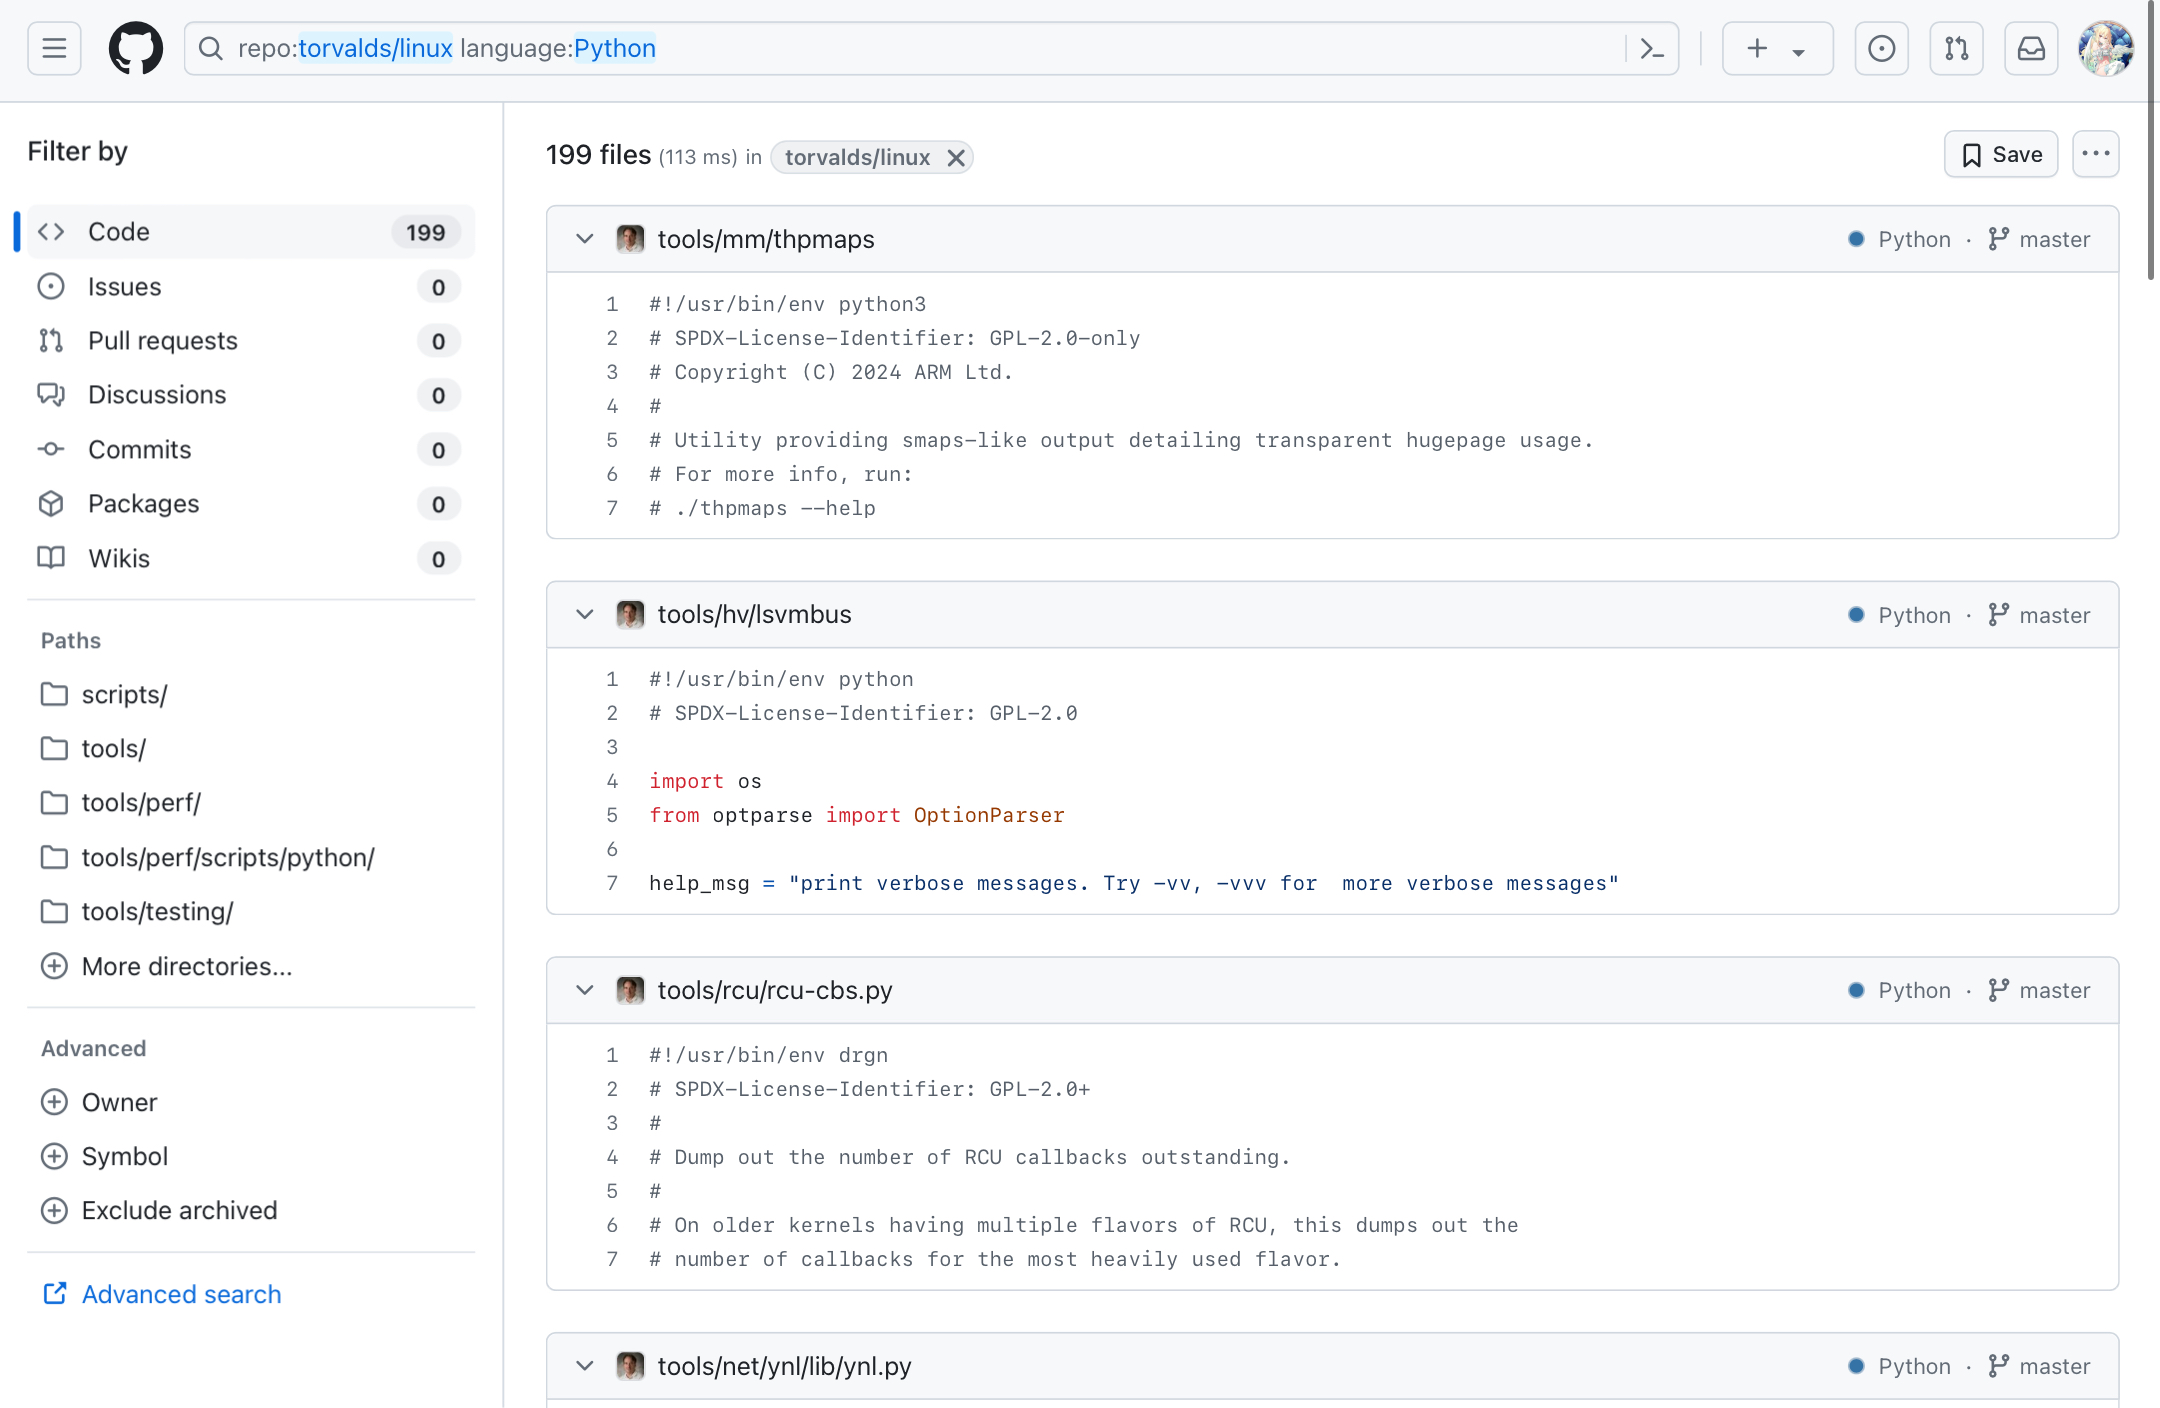 repo:torvalds/linux language:Python
Filter by
Code 199
Issues 0
Pull requests 0
Discussions 0
Commits 0
Packages 0
Wikis 0
Paths
scripts/
tools/
tools/perf/
tools/perf/scripts/python/
tools/testing/
More directories...
Advanced
Owner
Symbol
Exclude archived
Advanced search
199 files (113 ms) in torvalds/linux
Save
tools/mm/thpmaps Python · master
1 #!/usr/bin/env python3
2 # SPDX-License-Identifier: GPL-2.0-only
3 # Copyright (C) 2024 ARM Ltd.
4 #
5 # Utility providing smaps-like output detailing transparent hugepage usage.
6 # For more info, run:
7 # ./thpmaps --help
tools/hv/lsvmbus Python · master
1 #!/usr/bin/env python
2 # SPDX-License-Identifier: GPL-2.0
3
4 import os
5 from optparse import OptionParser
6
7 help_msg = "print verbose messages. Try -vv, -vvv for  more verbose messages"
tools/rcu/rcu-cbs.py Python · master
1 #!/usr/bin/env drgn
2 # SPDX-License-Identifier: GPL-2.0+
3 #
4 # Dump out the number of RCU callbacks outstanding.
5 #
6 # On older kernels having multiple flavors of RCU, this dumps out the
7 # number of callbacks for the most heavily used flavor.
tools/net/ynl/lib/ynl.py Python · master